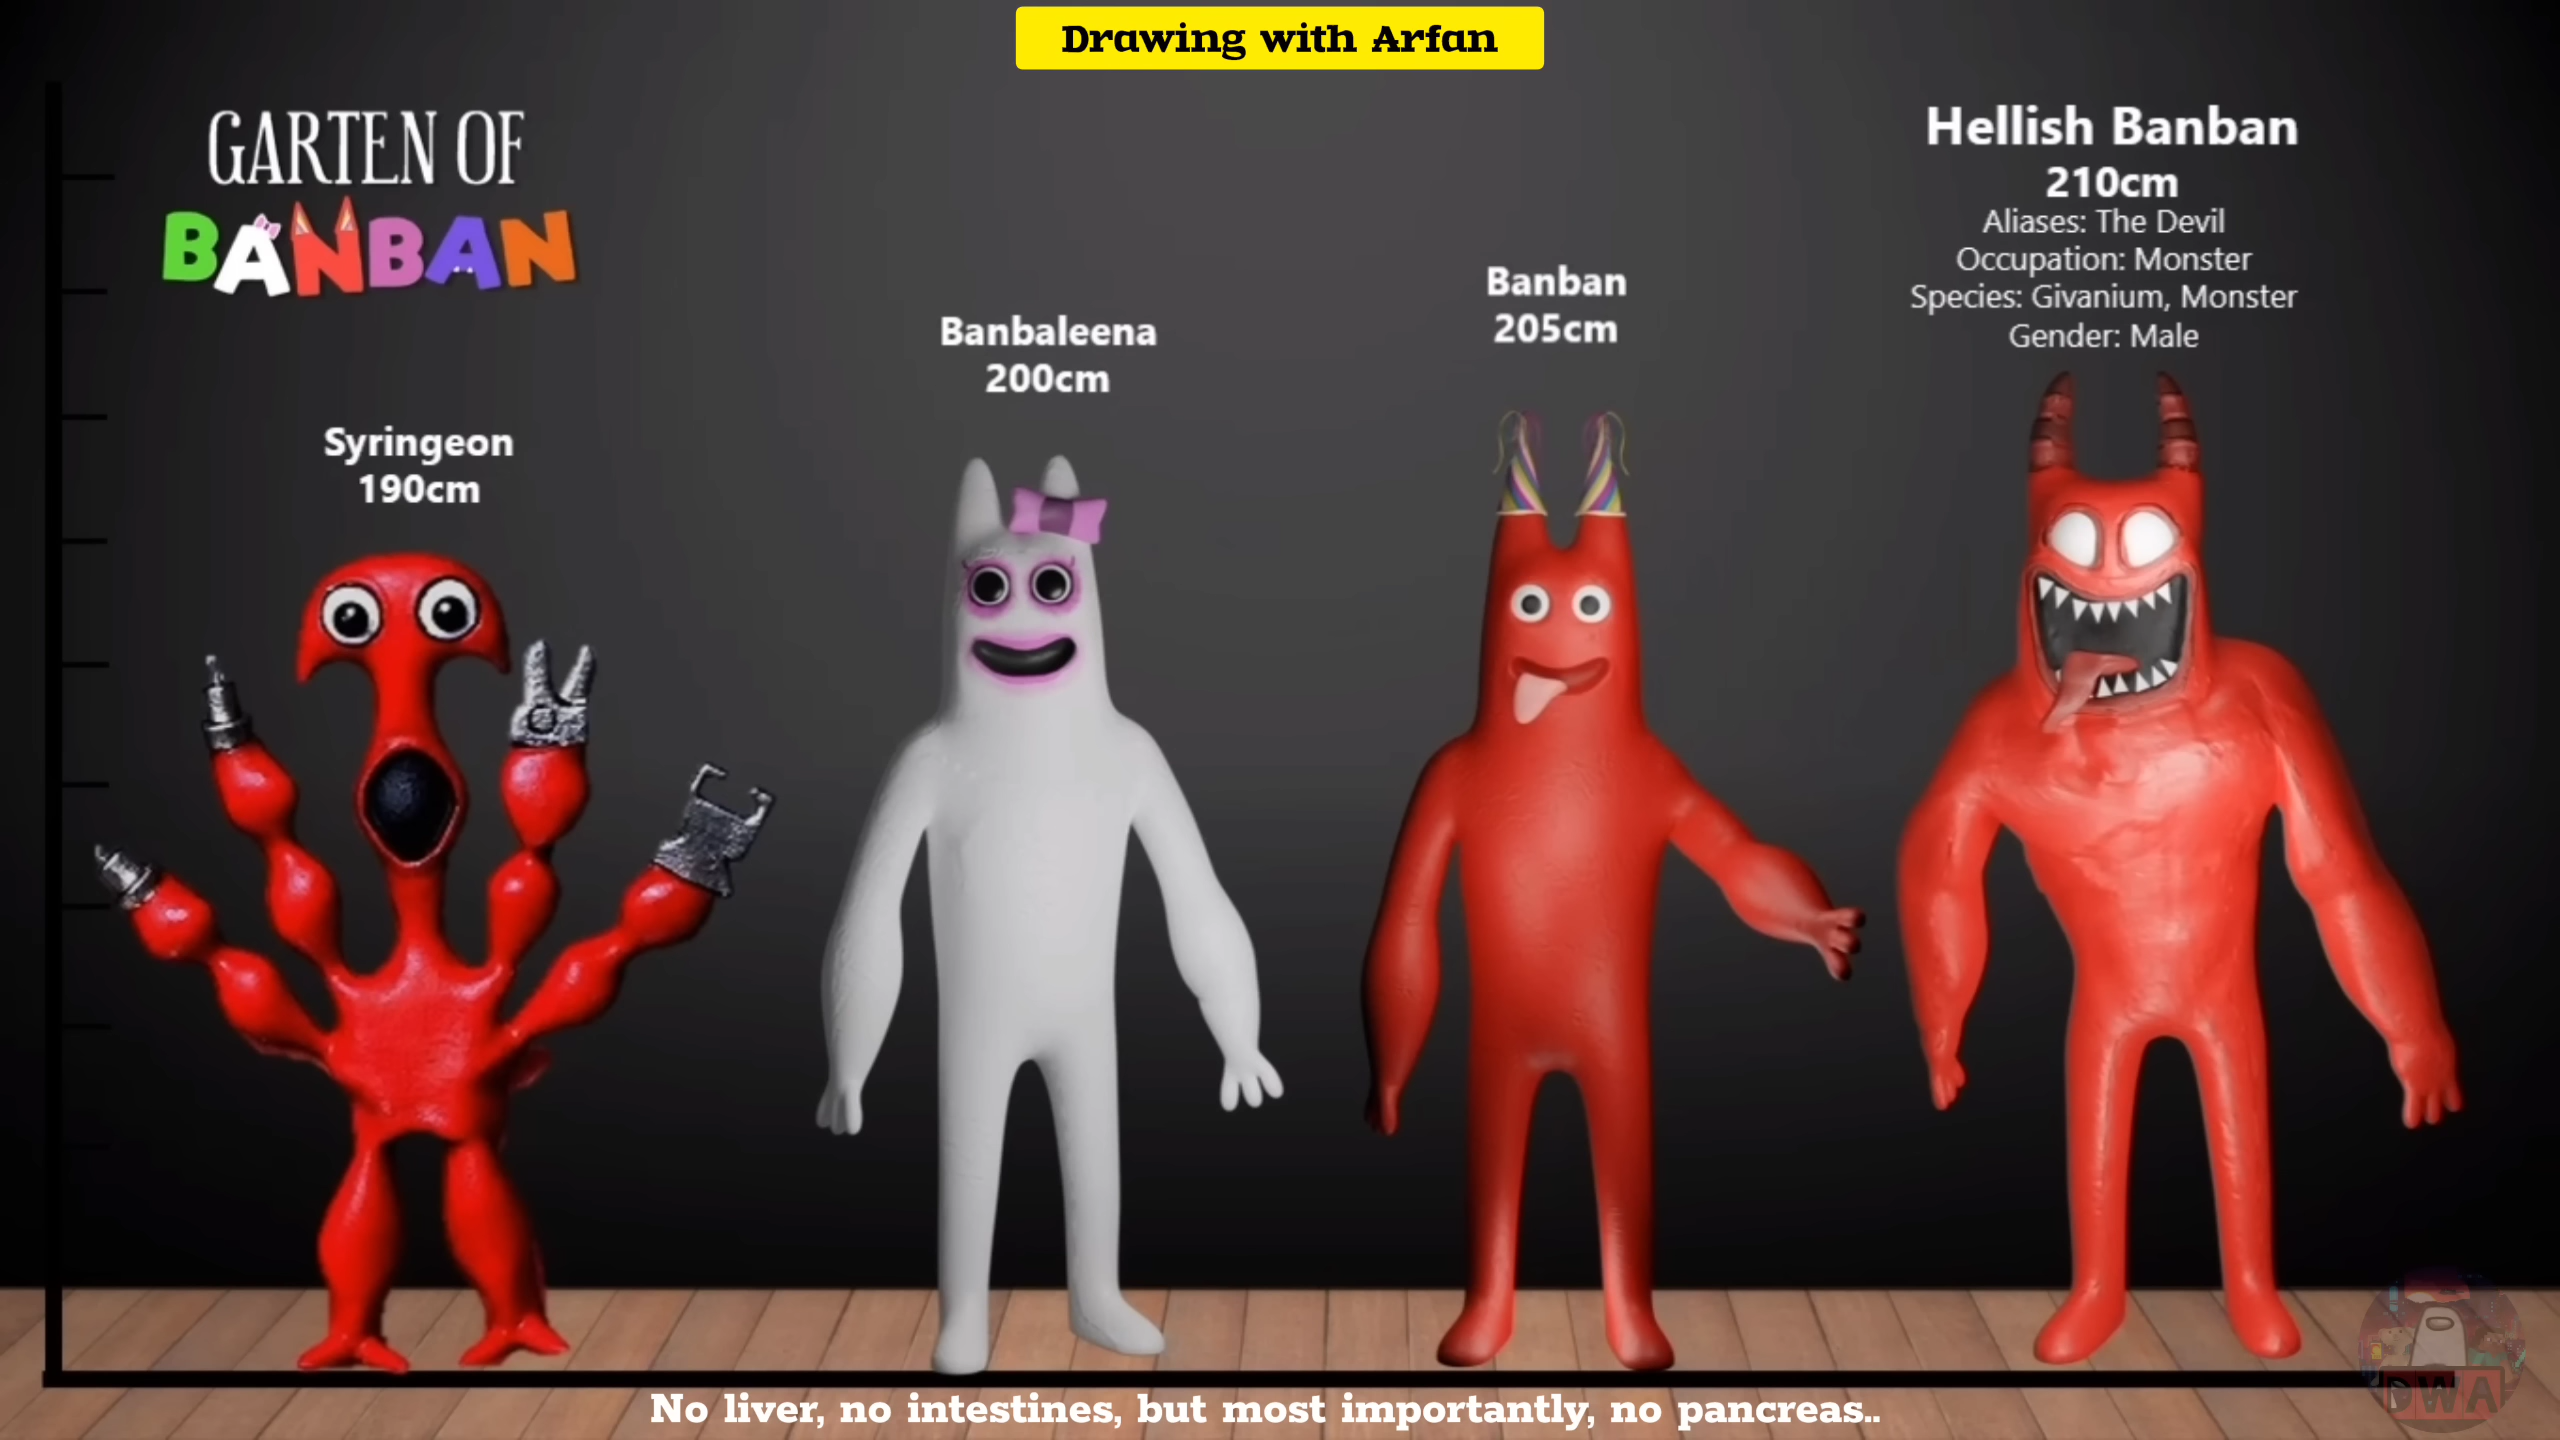 Drawing with Arfan
GARTEN OF
BANBAN
Hellish Banban
210cm
Aliases: The Devil
Occupation: Monster
Species: Givanium, Monster
Gender: Male
Banban
205cm
Banbaleena
200cm
Syringeon
190cm
DWA
No liver, no intestines, but most importantly, no pancreas..